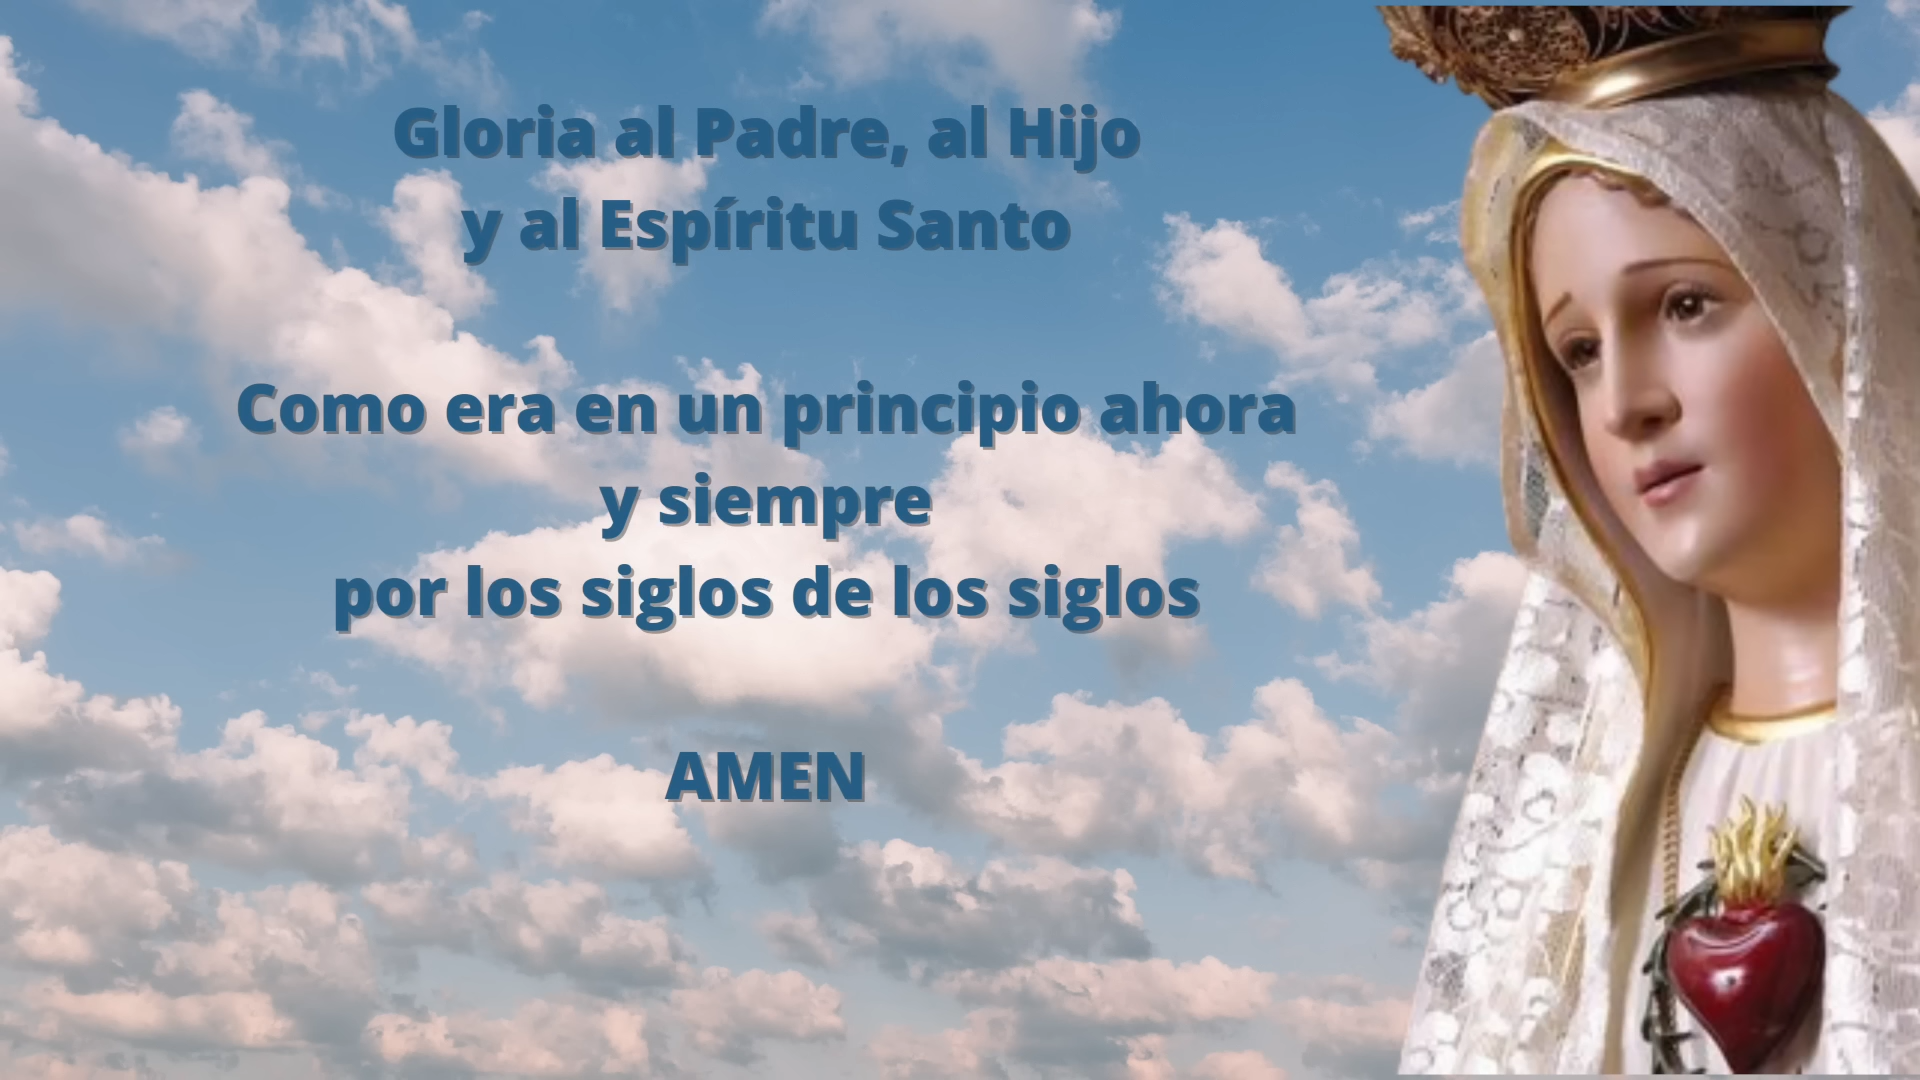 Gloria al Padre, al Hijo
y al Espíritu Santo
Como era en un principio ahora
y siempre
por los siglos de los siglos
AMEN